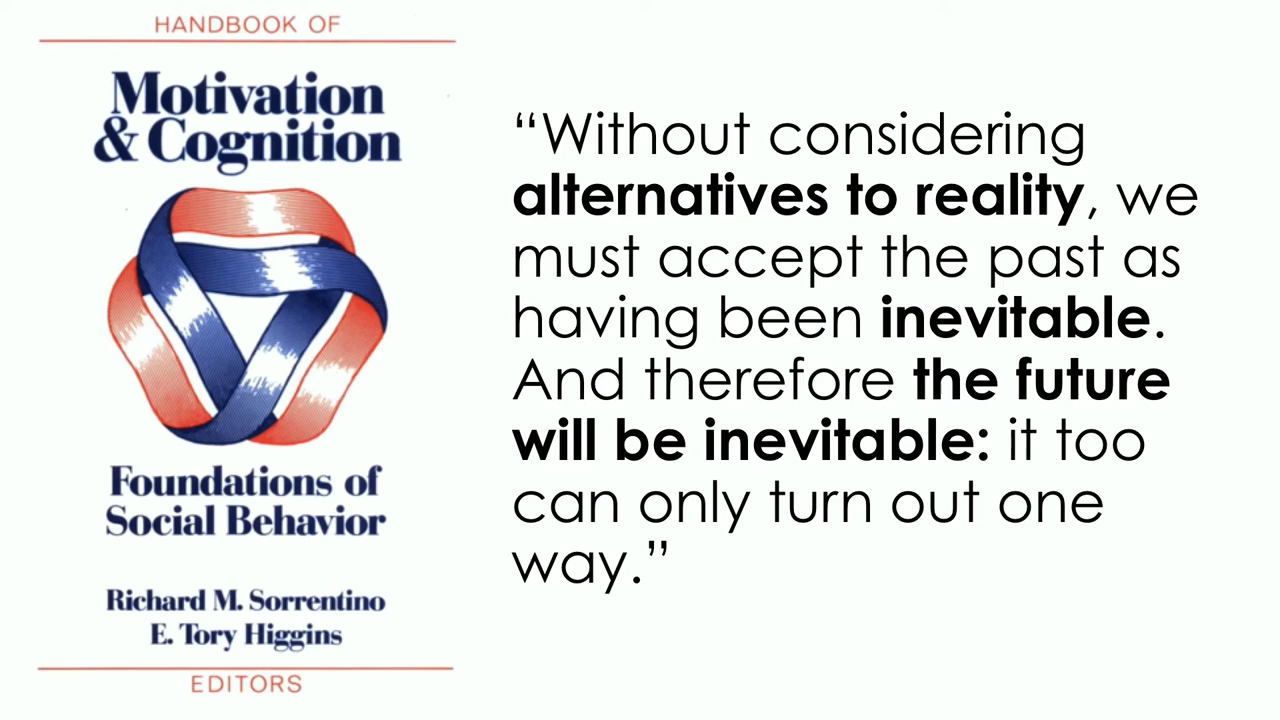 HANDBOOK OF
Motivation
& Cognition
Foundations of
Social Behavior
Richard M. Sorrentino
E. Tory Higgins
EDITORS
“Without considering
alternatives to reality, we
must accept the past as
having been inevitable.
And therefore the future
will be inevitable: it too
can only turn out one
way.”